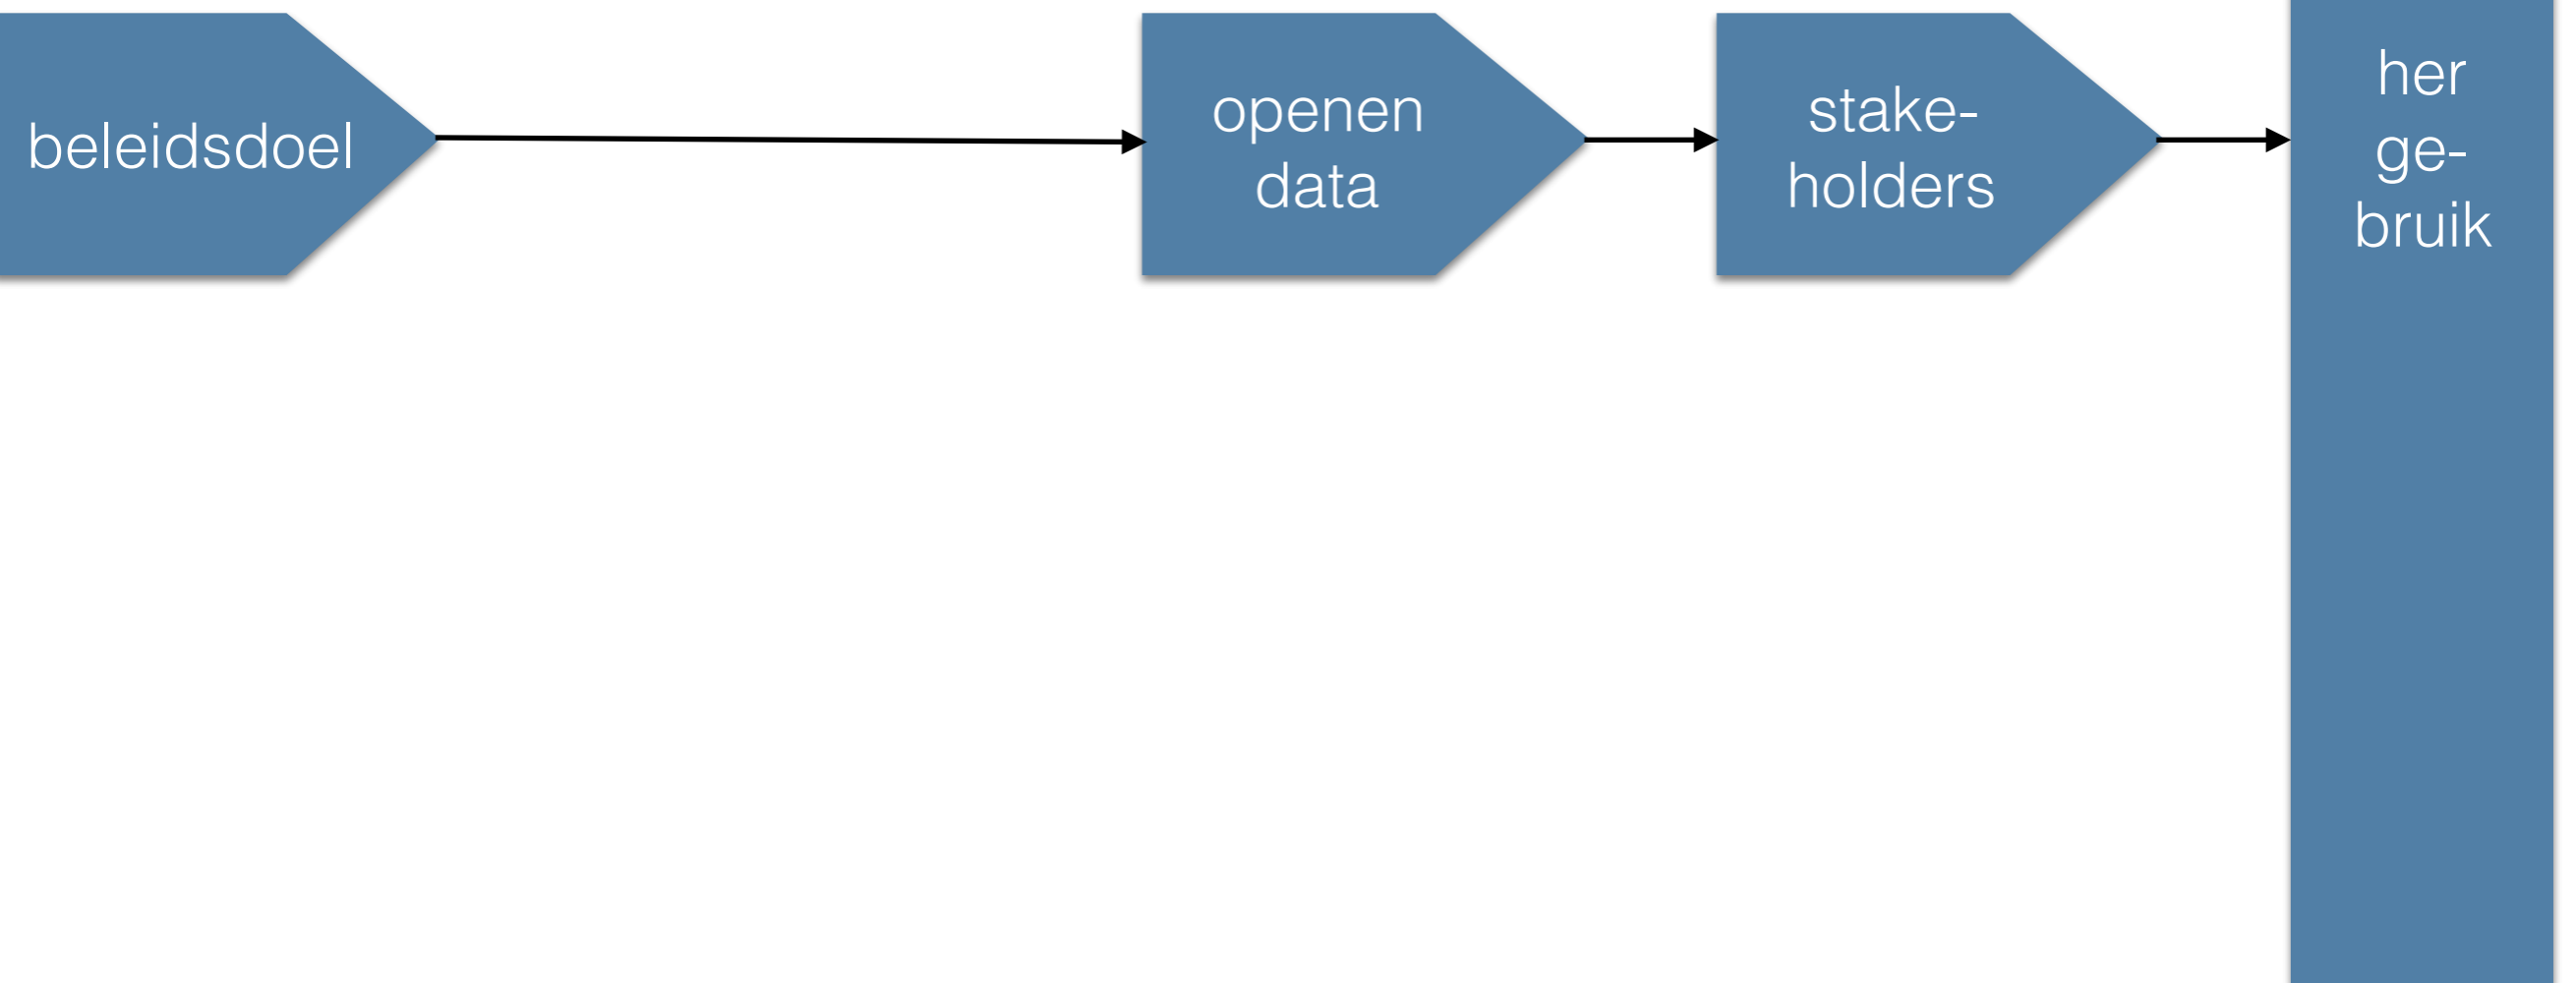 beleidsdoel
openen
data
stake-
holders
her
ge-
bruik